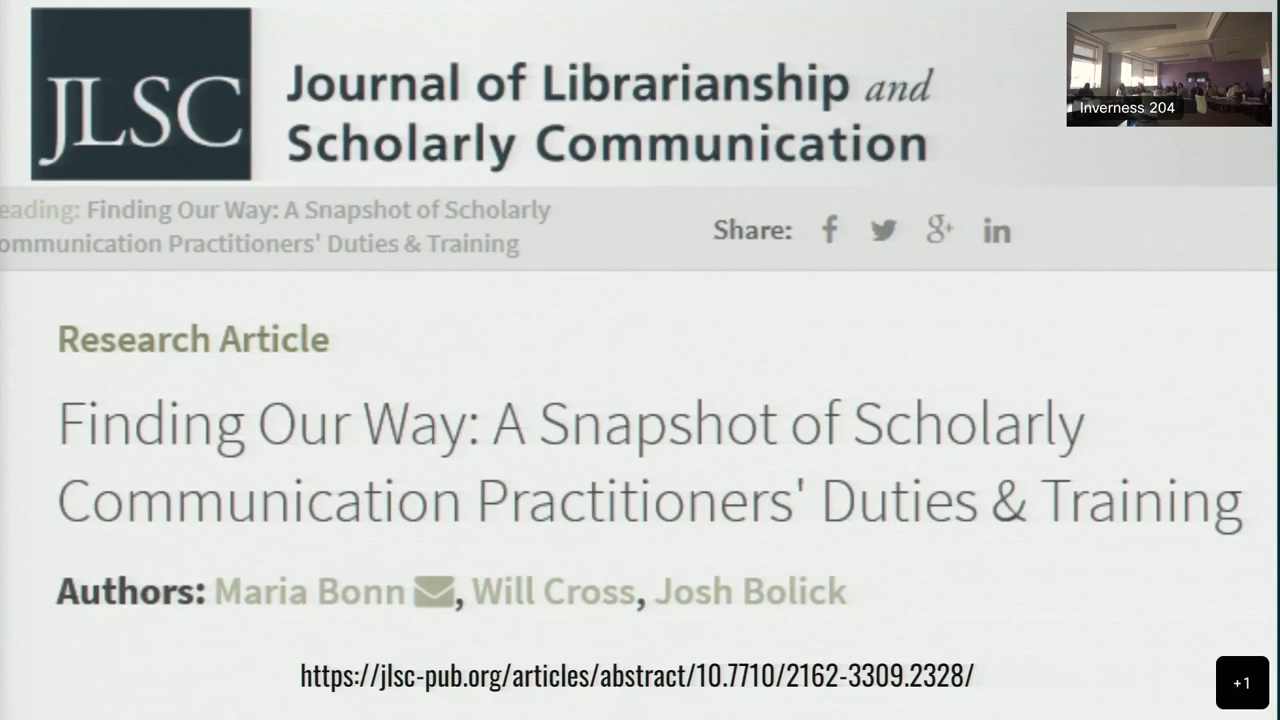 JLSC
Journal of Librarianship and
Scholarly Communication
Inverness 204
eading: Finding Our Way: A Snapshot of Scholarly
ommunication Practitioners' Duties & Training
Share: f g+ in
Research Article
Finding Our Way: A Snapshot of Scholarly
Communication Practitioners' Duties & Training
Authors: Maria Bonn, Will Cross, Josh Bolick
https://jlsc-pub.org/articles/abstract/10.7710/2162-3309.2328/
+1